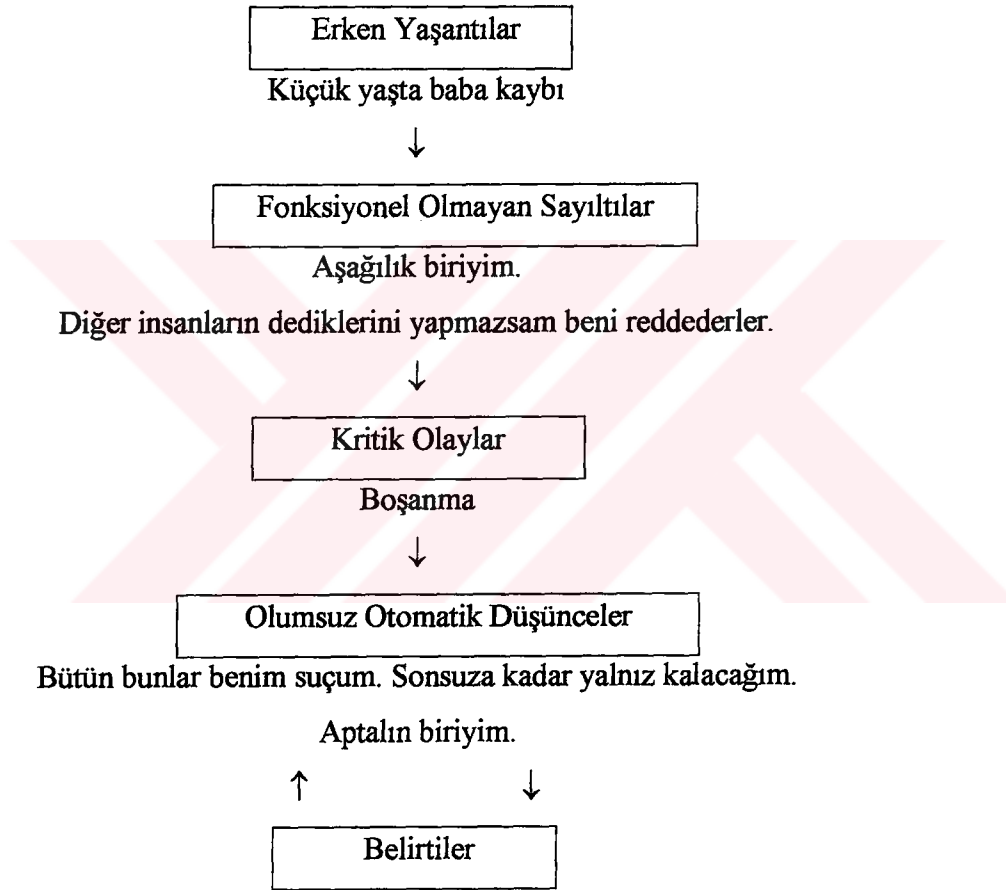 Erken Yaşantılar
Küçük yaşta baba kaybı
↓
Fonksiyonel Olmayan Sayıltılar
Aşağılık biriyim.
Diğer insanların dediklerini yapmazsam beni reddederler.
↓
Kritik Olaylar
Boşanma
↓
Olumsuz Otomatik Düşünceler
Bütün bunlar benim suçum. Sonsuza kadar yalnız kalacağım.
Aptalın biriyim.
↑ ↓
Belirtiler